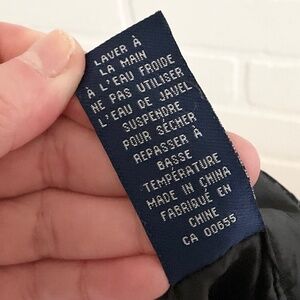 LAVER À
LA MAIN
À L'EAU FROIDE
NE PAS UTILISER
L'EAU DE JAVEL
SUSPENDRE
POUR SÉCHER
REPASSER À
BASSE
TEMPÉRATURE
MADE IN CHINA
FABRIQUÉ EN
CHINE
CA 00655